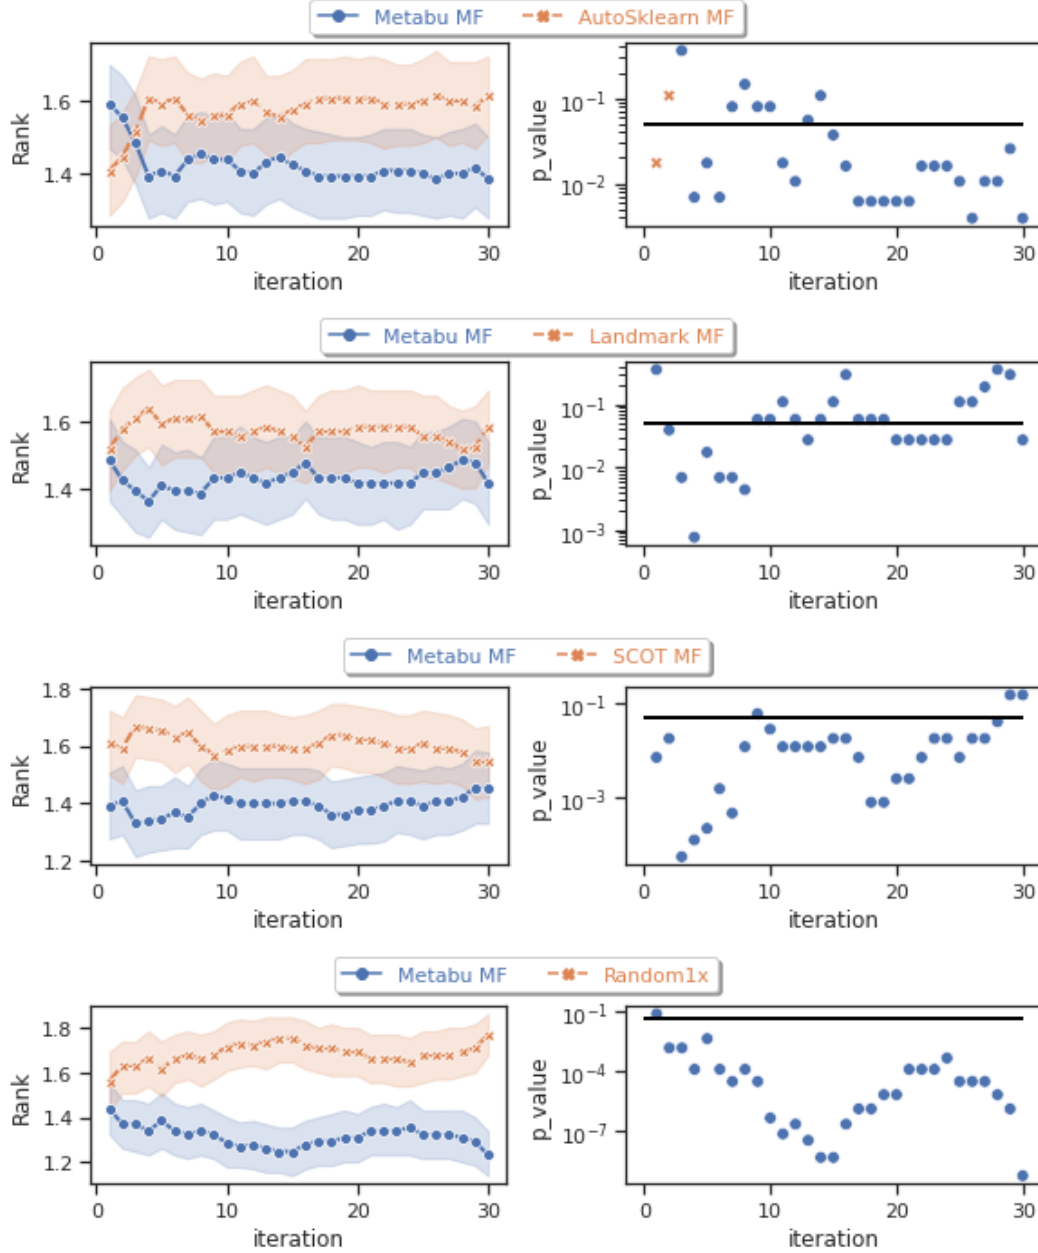 Metabu MF AutoSklearn MF
Rank
1.6
1.4
0 10 20 30
iteration
p_value
10⁻¹
10⁻²
0 10 20 30
iteration
Metabu MF Landmark MF
Rank
1.6
1.4
0 10 20 30
iteration
p_value
10⁻¹
10⁻²
10⁻³
0 10 20 30
iteration
Metabu MF SCOT MF
Rank
1.8
1.6
1.4
1.2
0 10 20 30
iteration
p_value
10⁻¹
10⁻³
0 10 20 30
iteration
Metabu MF Random1x
Rank
1.8
1.6
1.4
1.2
0 10 20 30
iteration
p_value
10⁻¹
10⁻⁴
10⁻⁷
0 10 20 30
iteration